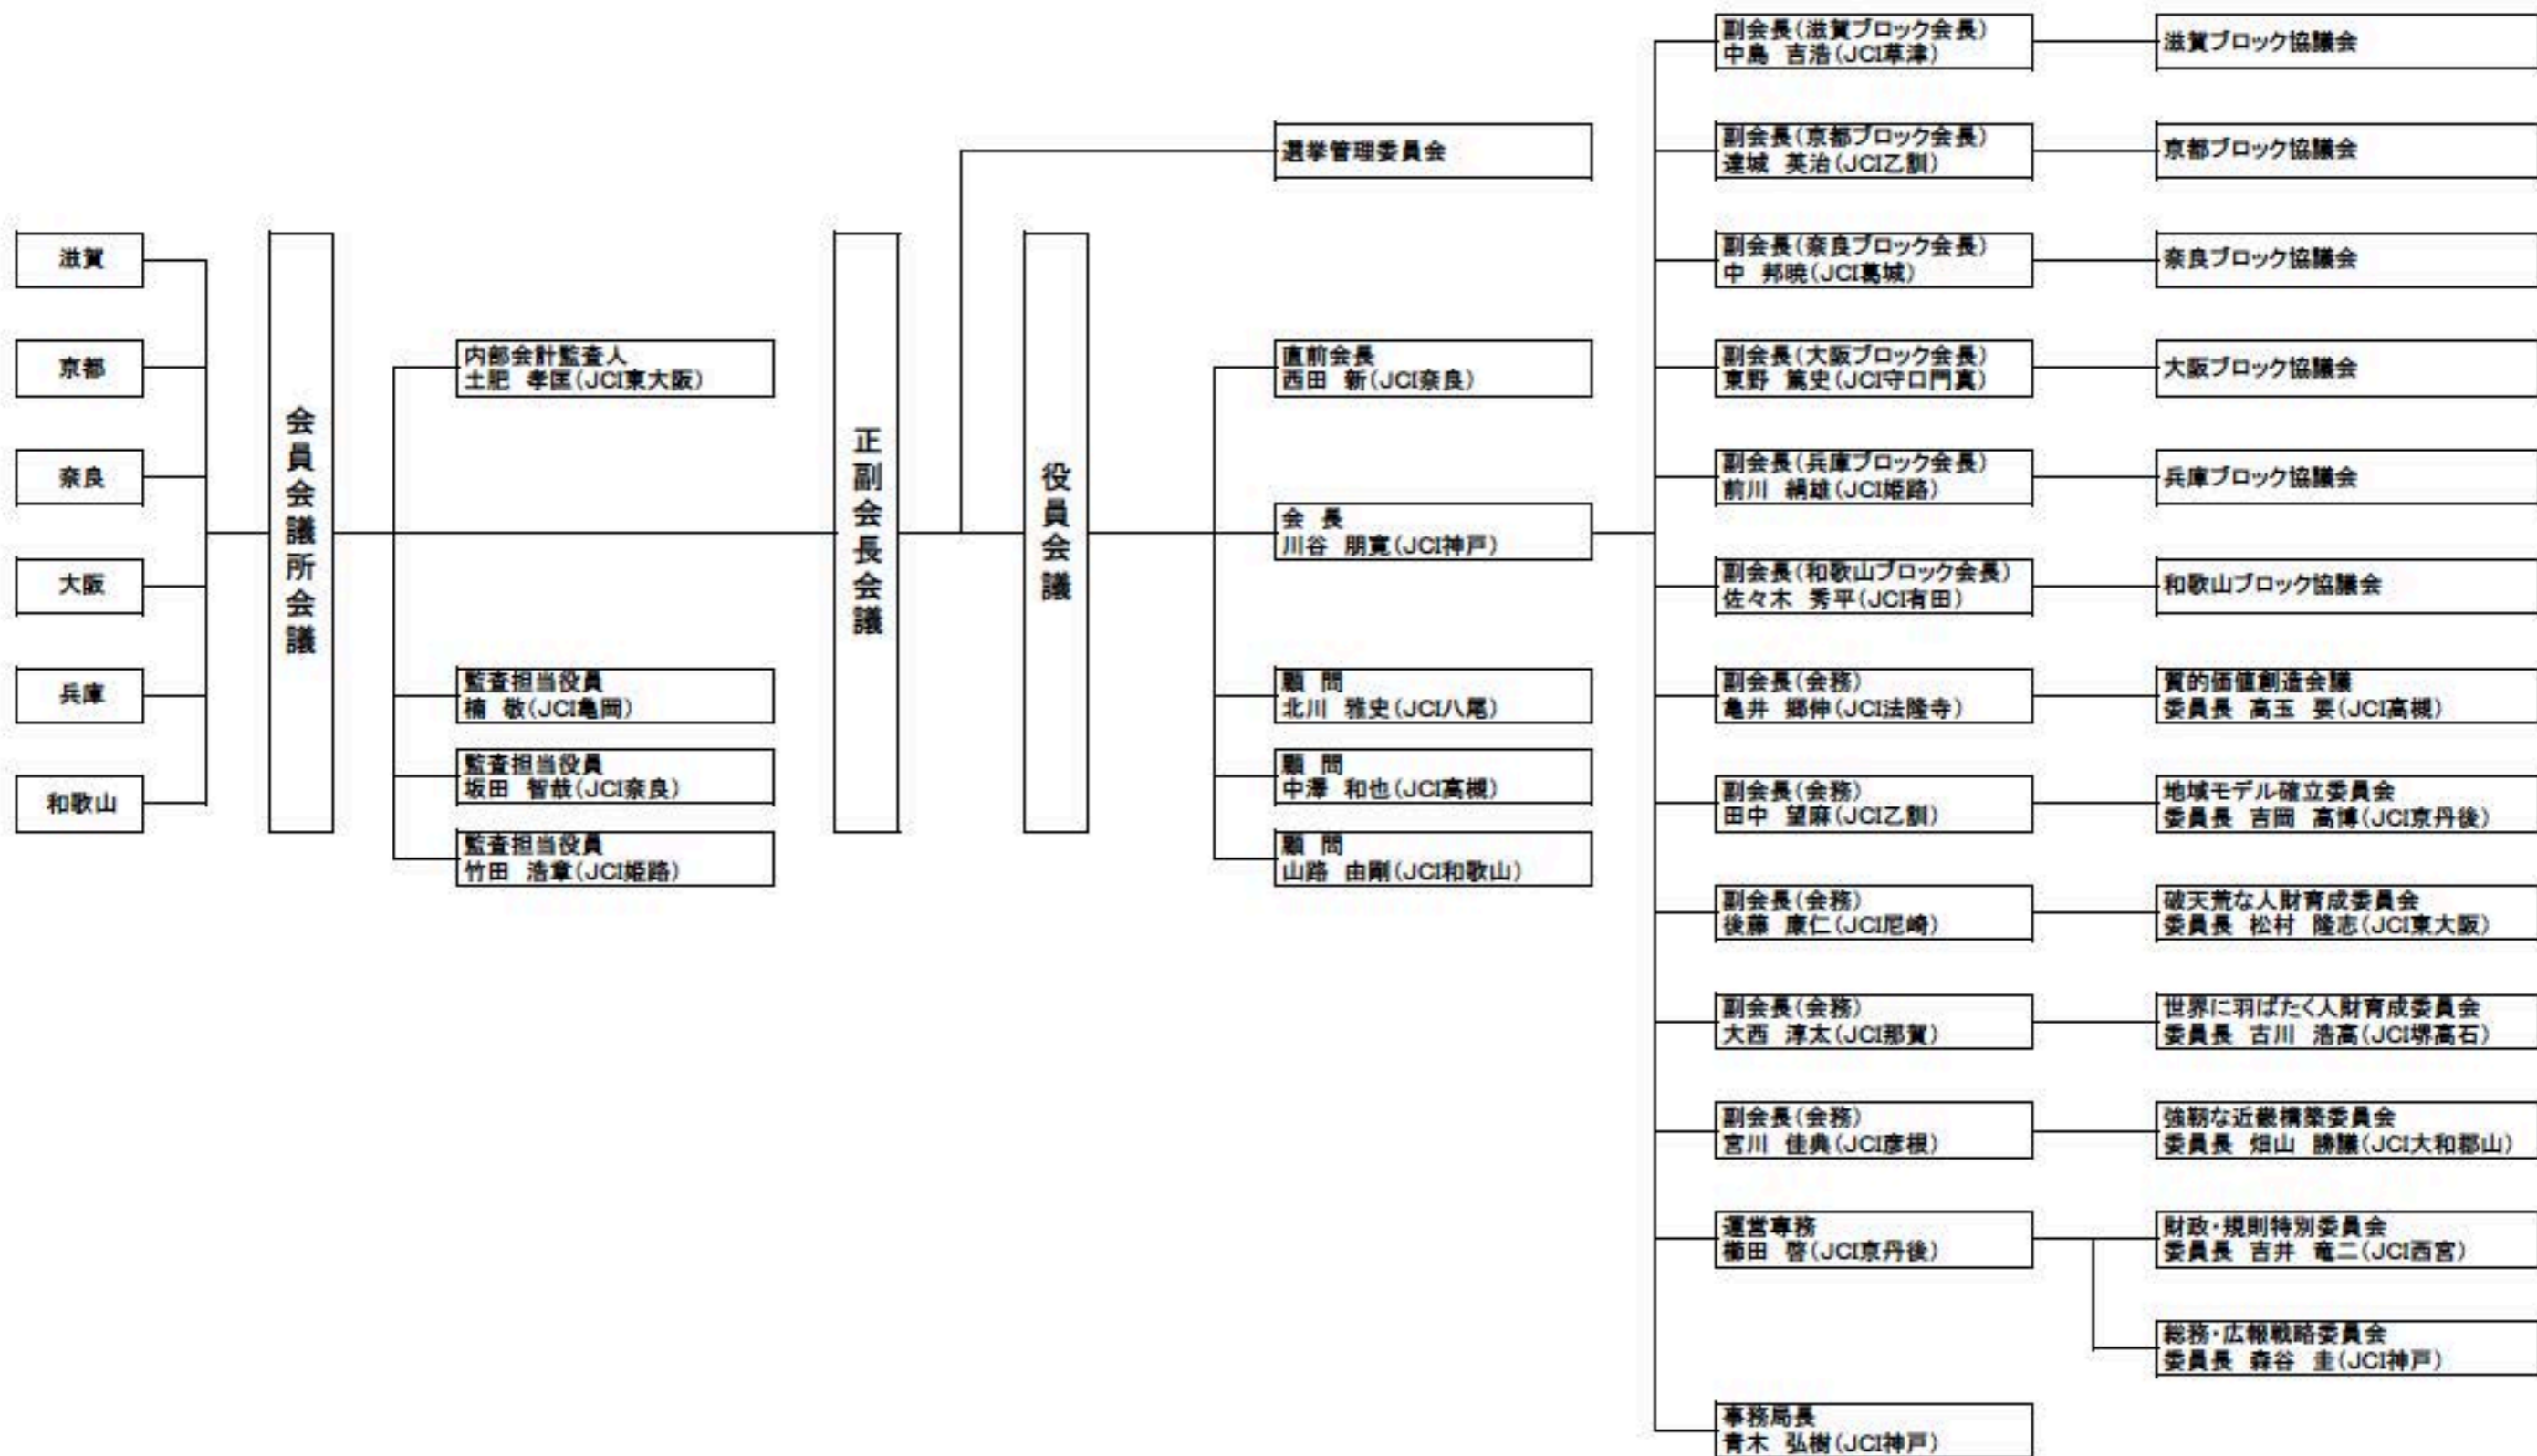 滋賀
京都
奈良
大阪
兵庫
和歌山
会員会議所会議
内部会計監査人
土肥 孝匡(JCI東大阪)
監査担当役員
楠 敬(JCI亀岡)
監査担当役員
坂田 智哉(JCI奈良)
監査担当役員
竹田 浩章(JCI姫路)
正副会長会議
役員会議
選挙管理委員会
直前会長
西田 新(JCI奈良)
会 長
川谷 朋寛(JCI神戸)
顧 問
北川 雅史(JCI八尾)
顧 問
中澤 和也(JCI高槻)
顧 問
山路 由剛(JCI和歌山)
副会長(滋賀ブロック会長)
中島 吉浩(JCI草津)
滋賀ブロック協議会
副会長(京都ブロック会長)
達城 英治(JCI乙訓)
京都ブロック協議会
副会長(奈良ブロック会長)
中 邦暁(JCI葛城)
奈良ブロック協議会
副会長(大阪ブロック会長)
東野 篤史(JCI守口門真)
大阪ブロック協議会
副会長(兵庫ブロック会長)
前川 絹雄(JCI姫路)
兵庫ブロック協議会
副会長(和歌山ブロック会長)
佐々木 秀平(JCI有田)
和歌山ブロック協議会
副会長(会務)
亀井 郷伸(JCI法隆寺)
質的価値創造会議
委員長 高玉 要(JCI高槻)
副会長(会務)
田中 望麻(JCI乙訓)
地域モデル確立委員会
委員長 吉岡 高博(JCI京丹後)
副会長(会務)
後藤 康仁(JCI尼崎)
破天荒な人財育成委員会
委員長 松村 隆志(JCI東大阪)
副会長(会務)
大西 淳太(JCI那賀)
世界に羽ばたく人財育成委員会
委員長 古川 浩高(JCI堺高石)
副会長(会務)
宮川 佳典(JCI彦根)
強靭な近畿構築委員会
委員長 畑山 勝議(JCI大和郡山)
運営専務
櫛田 啓(JCI京丹後)
財政・規則特別委員会
委員長 吉井 竜二(JCI西宮)
総務・広報戦略委員会
委員長 森谷 圭(JCI神戸)
事務局長
青木 弘樹(JCI神戸)